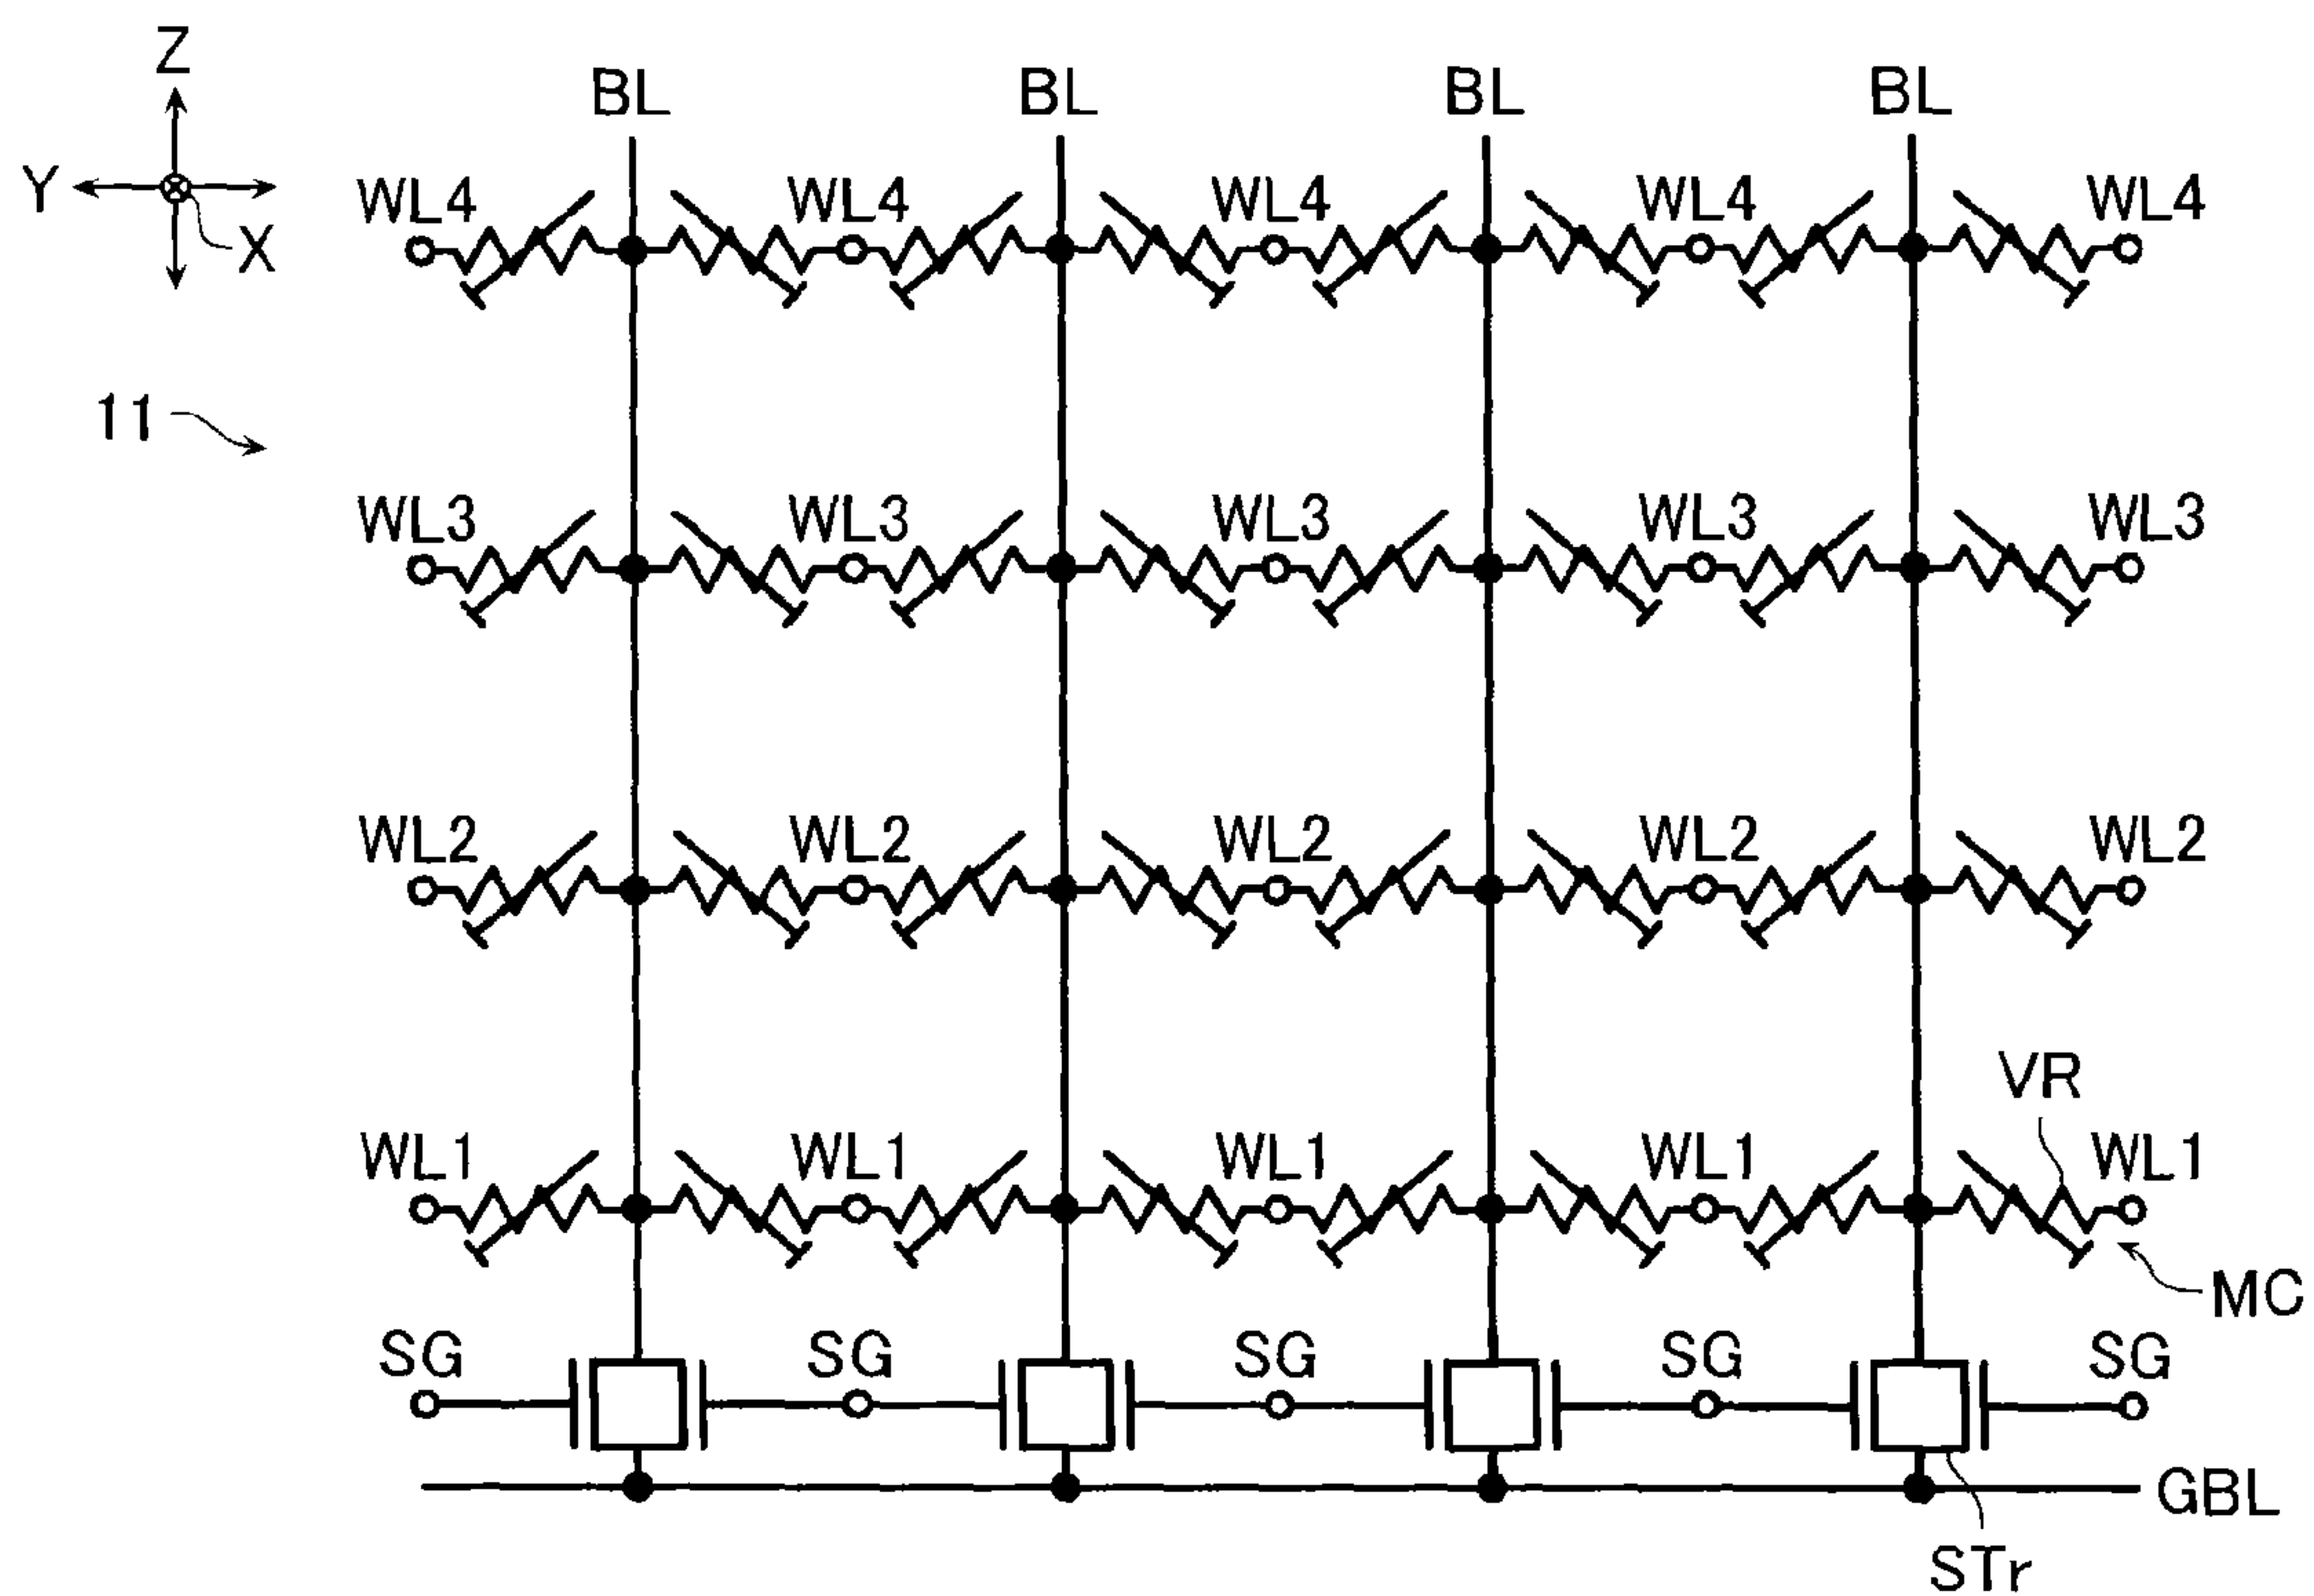 Z
BL BL BL BL
Y
X
WL4 WL4 WL4 WL4 WL4
11
WL3 WL3 WL3 WL3 WL3
WL2 WL2 WL2 WL2 WL2
VR
WL1 WL1 WL1 WL1 WL1
MC
SG SG SG SG SG
GBL
STr